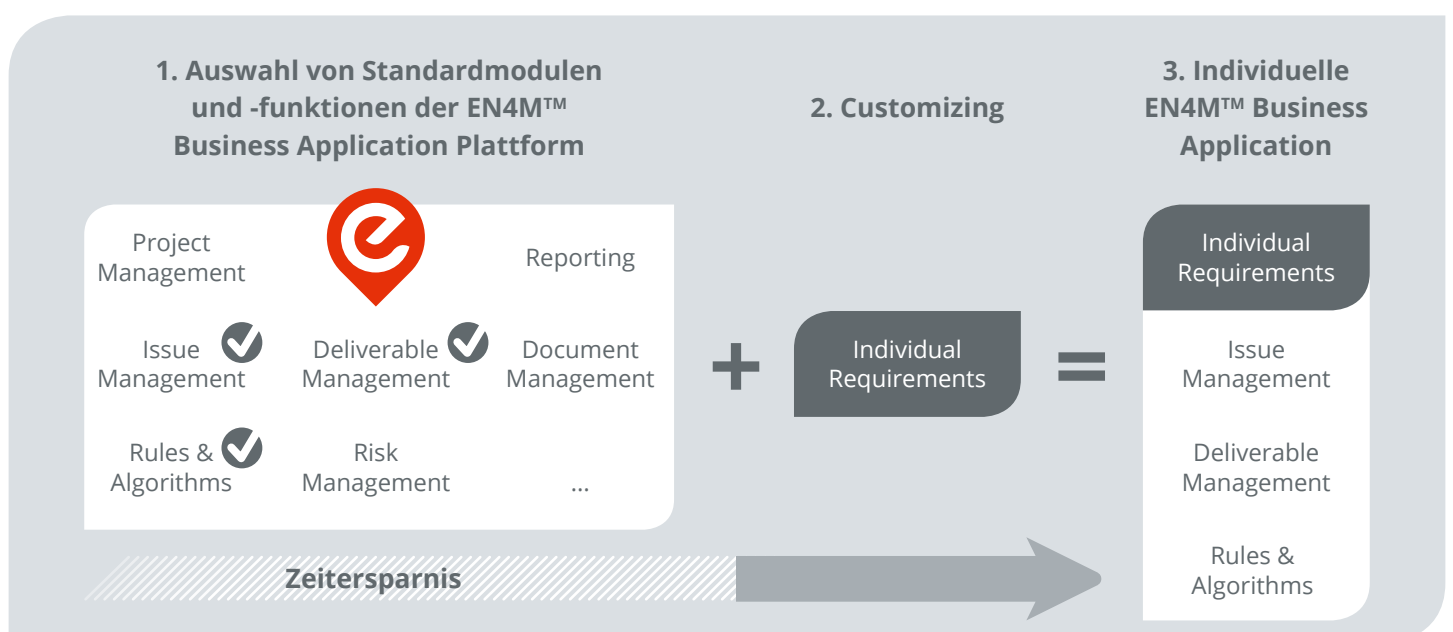 1. Auswahl von Standardmodulen
und -funktionen der EN4M™
Business Application Plattform
2. Customizing
3. Individuelle
EN4M™ Business
Application
Project
Management
Reporting
Issue
Management
Deliverable
Management
Document
Management
Rules &
Algorithms
Risk
Management
...
+
Individual
Requirements
=
Individual
Requirements
Issue
Management
Deliverable
Management
Rules &
Algorithms
Zeitersparnis